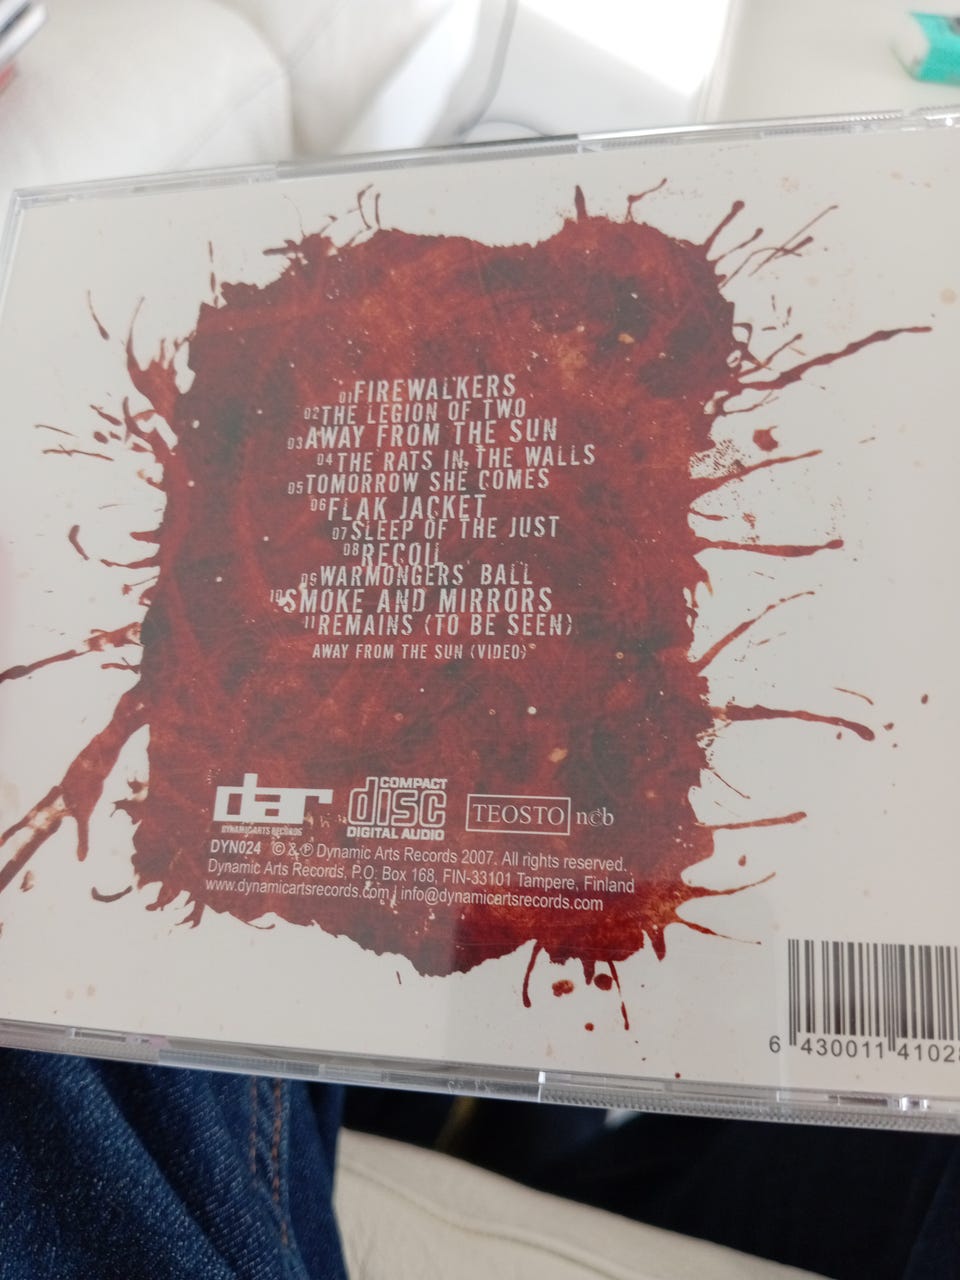 01 FIREWALKERS
02 THE LEGION OF TWO
03 AWAY FROM THE SUN
04 THE RATS IN THE WALLS
05 TOMORROW SHE COMES
06 FLAK JACKET
07 SLEEP OF THE JUST
08 RECOIL
09 WARMONGERS BALL
10 SMOKE AND MIRRORS
11 REMAINS (TO BE SEEN)
AWAY FROM THE SUN (VIDEO)
dar
DYNAMIC ARTS RECORDS
COMPACT
disc
DIGITAL AUDIO
TEOSTO ncb
DYN024 © & ℗ Dynamic Arts Records 2007. All rights reserved.
Dynamic Arts Records, P.O. Box 168, FIN-33101 Tampere, Finland
www.dynamicartsrecords.com | info@dynamicartsrecords.com
6 430011 41028